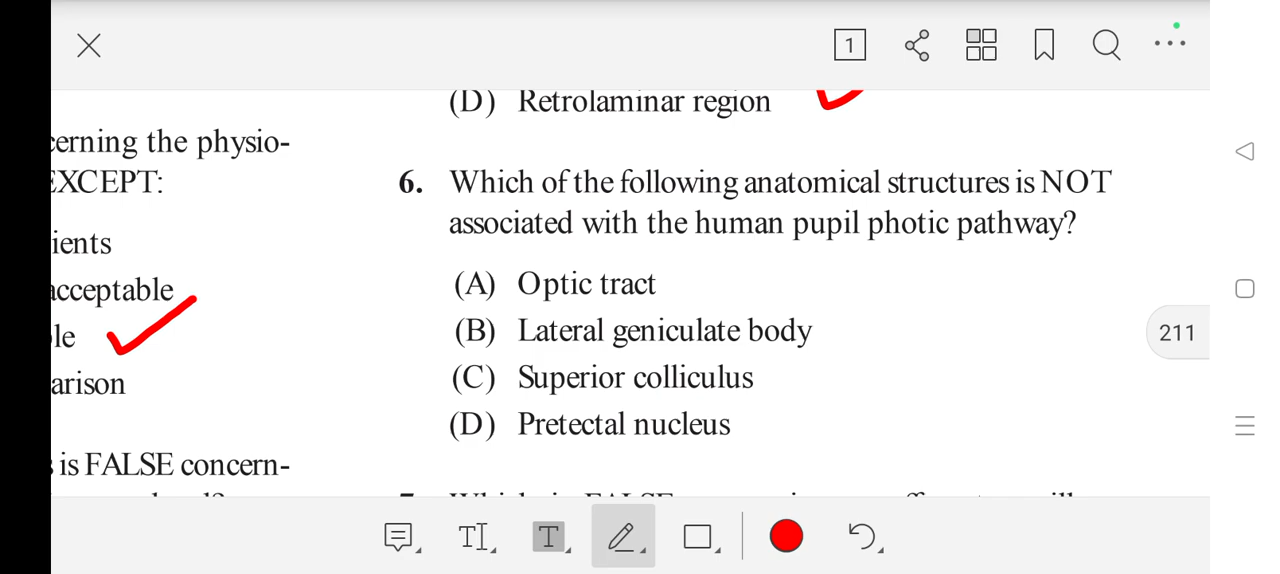 1
(D) Retrolaminar region
cerning the physio-
EXCEPT:
ients
acceptable
le
arison
is FALSE concern-
6. Which of the following anatomical structures is NOT
associated with the human pupil photic pathway?
(A) Optic tract
(B) Lateral geniculate body
(C) Superior colliculus
(D) Pretectal nucleus
211
T
T